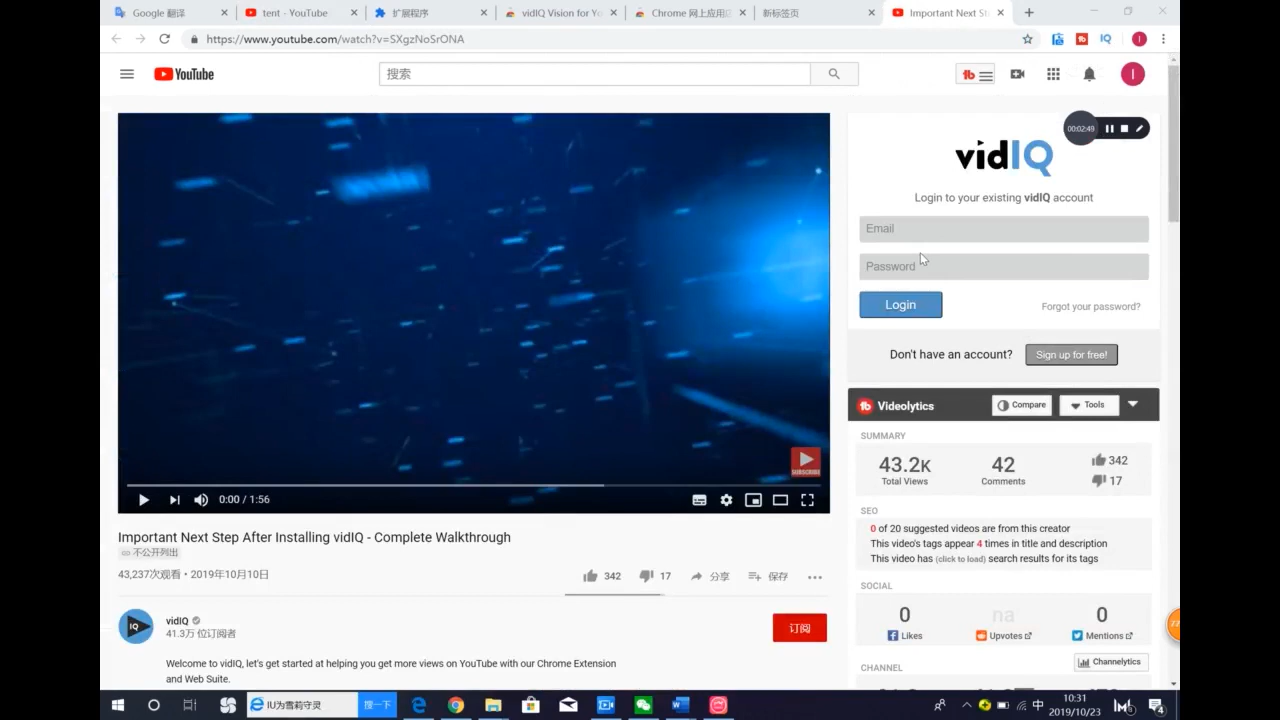 Google 翻译
tent - YouTube
扩展程序
vidIQ Vision for Yo
Chrome 网上应用店
新标签页
Important Next St
https://www.youtube.com/watch?v=SXgzNoSrONA
IQ
I
YouTube
搜索
tb
I
00:02:49
vidIQ
Login to your existing vidIQ account
Email
Password
Login
Forgot your password?
Don't have an account?
Sign up for free!
SUBSCRIBE
0:00 / 1:56
Important Next Step After Installing vidIQ - Complete Walkthrough
不公开列出
43,237次观看 • 2019年10月10日
342
17
分享
保存
vidIQ
41.3万 位订阅者
订阅
Welcome to vidIQ, let's get started at helping you get more views on YouTube with our Chrome Extension
and Web Suite.
tb Videolytics
Compare
Tools
SUMMARY
43.2K
42
342
Total Views
Comments
17
SEO
0 of 20 suggested videos are from this creator
This video's tags appear 4 times in title and description
This video has (click to load) search results for its tags
SOCIAL
0
na
0
Likes
Upvotes
Mentions
CHANNEL
Channelytics
IU为雪莉守灵
搜一下
中
10:31
2019/10/23
4